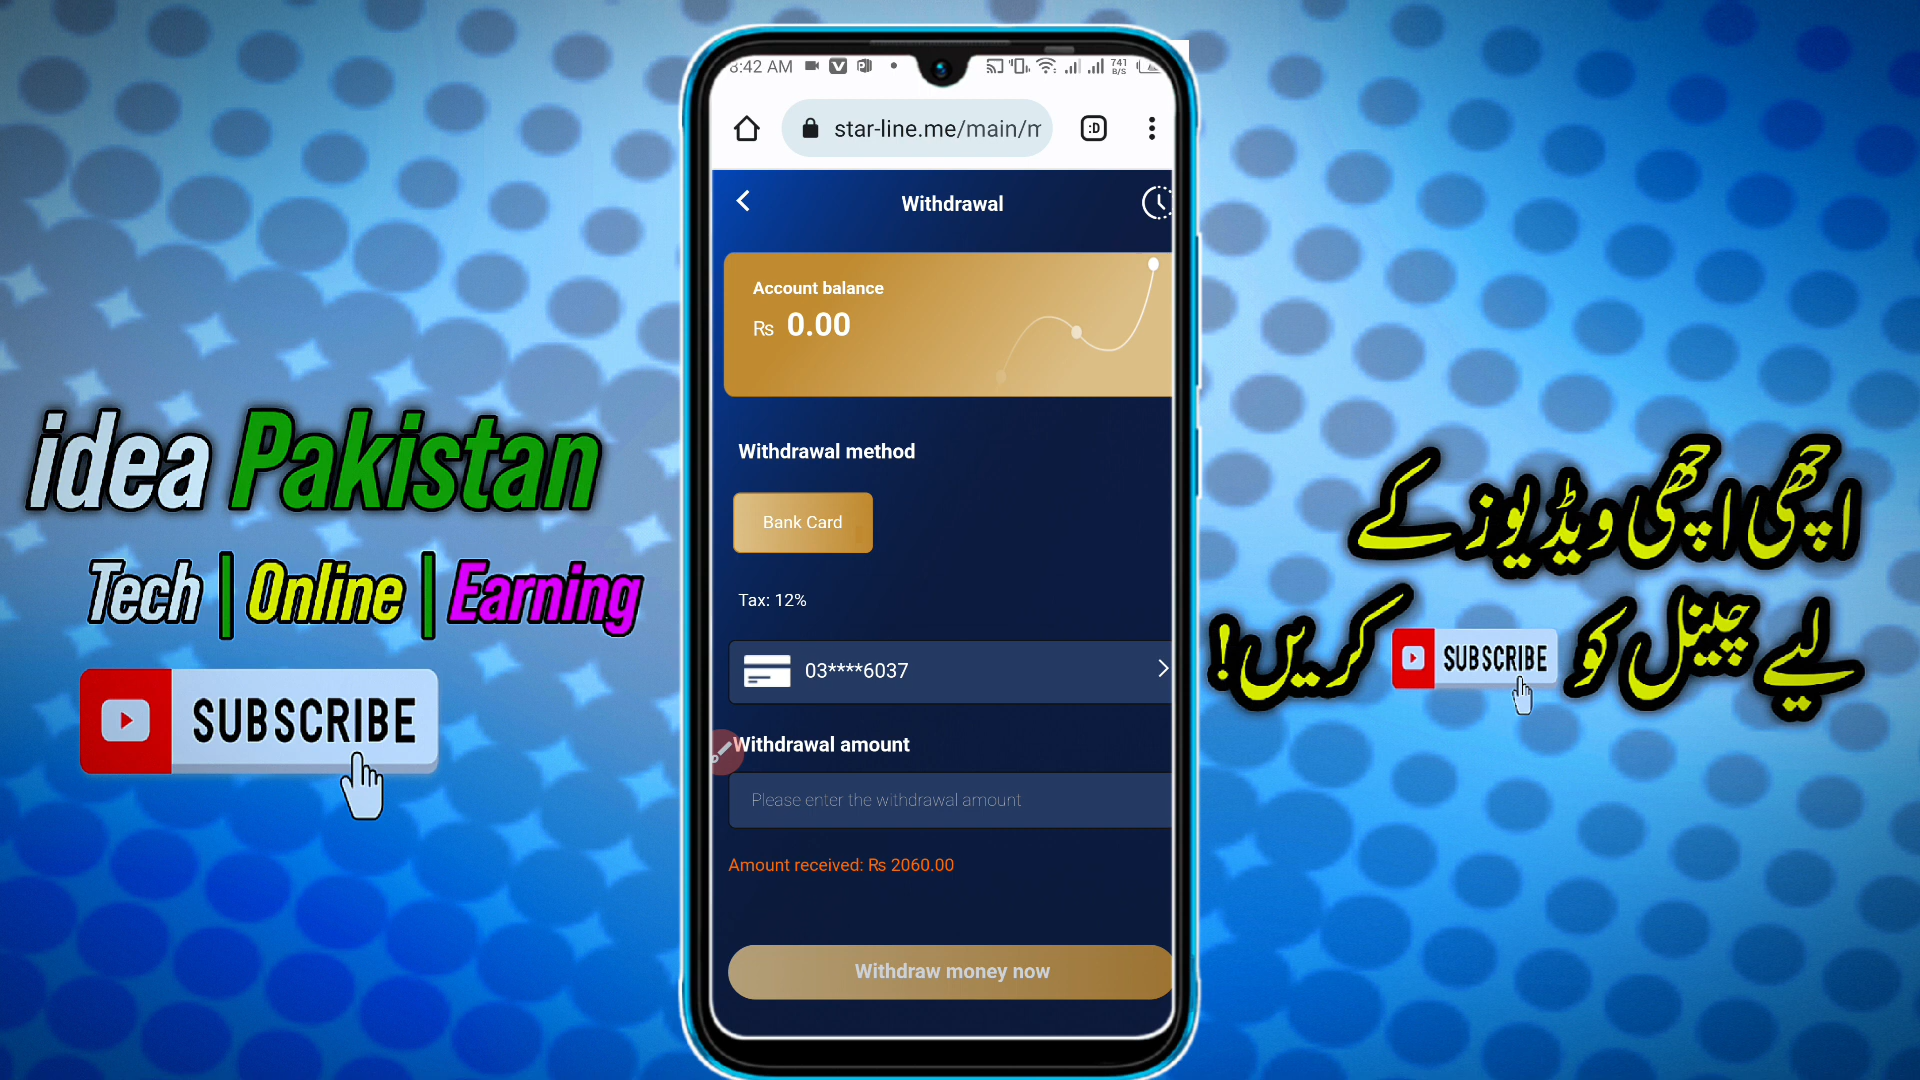 idea Pakistan
Tech | Online | Earning
SUBSCRIBE
8:42 AM
741 B/S
star-line.me/main/m
Withdrawal
Account balance
Rs 0.00
Withdrawal method
Bank Card
Tax: 12%
03****6037
Withdrawal amount
Please enter the withdrawal amount
Amount received: Rs 2060.00
Withdraw money now
اچھی اچھی ویڈیوز کے
لیے چینل کو SUBSCRIBE کریں!